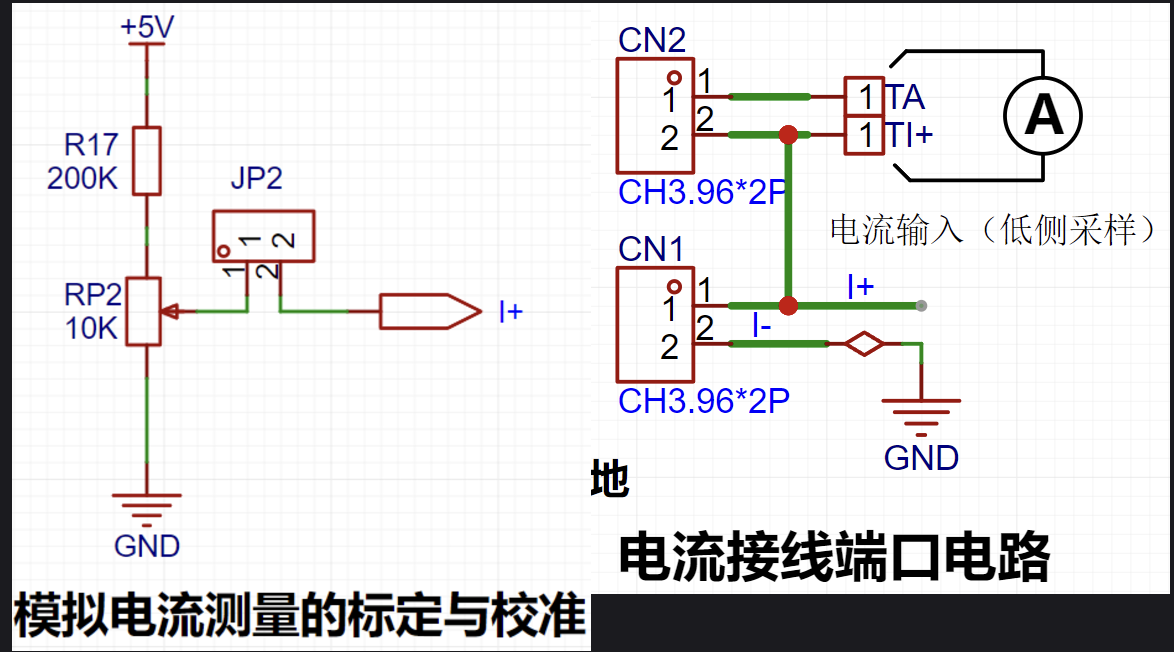 +5V
R17
200K
JP2
1 2
1 2
RP2
10K
I+
GND
模拟电流测量的标定与校准
CN2
1
1
1
TA
2
2
1
TI+
CH3.96*2P
电流输入（低侧采样）
A
CN1
1
1
I+
2
2
I-
CH3.96*2P
GND
地
电流接线端口电路